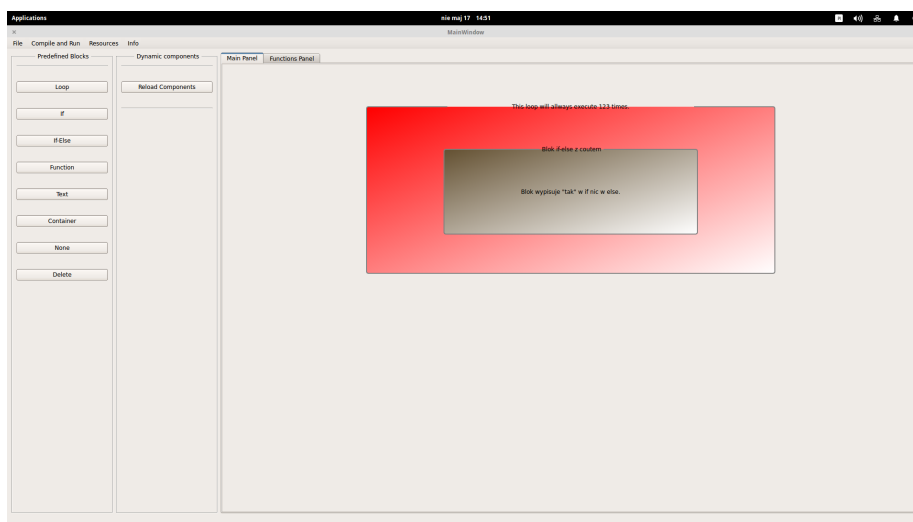 Applications
nie maj 17 14:51
MainWindow
File Compile and Run Resources Info
Predefined Blocks
Dynamic components
Main Panel Functions Panel
Loop
Reload Components
If
If-Else
Function
Text
Container
None
Delete
This loop will allways execute 123 times.
Blok if-else z coutem
Blok wypisuje "tak" w if nic w else.